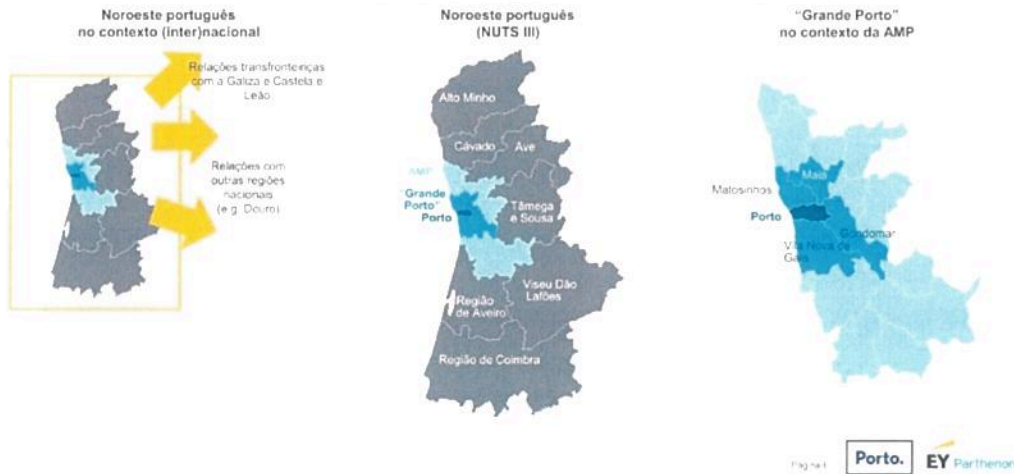 Noroeste português
no contexto (inter)nacional
Relações transfronteiriças
com a Galiza e Castela e
Leão
Relações com
outras regiões
nacionais
(e.g. Douro)
Noroeste português
(NUTS III)
Alto Minho
Cávado
Ave
AMP
"Grande
Porto"
Porto
Tâmega
e Sousa
Viseu Dão
Lafões
Região
de Aveiro
Região de Coimbra
"Grande Porto"
no contexto da AMP
Maia
Matosinhos
Porto
Gondomar
Vila Nova de
Gaia
Página
Porto.
EY Parthenon